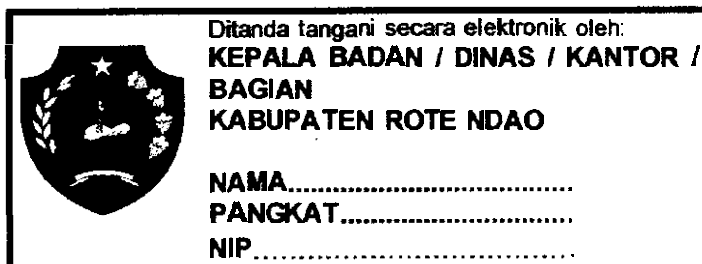 Ditanda tangani secara elektronik oleh:
KEPALA BADAN / DINAS / KANTOR /
BAGIAN
KABUPATEN ROTE NDAO
NAMA.......................................
PANGKAT...............................
NIP.......................................